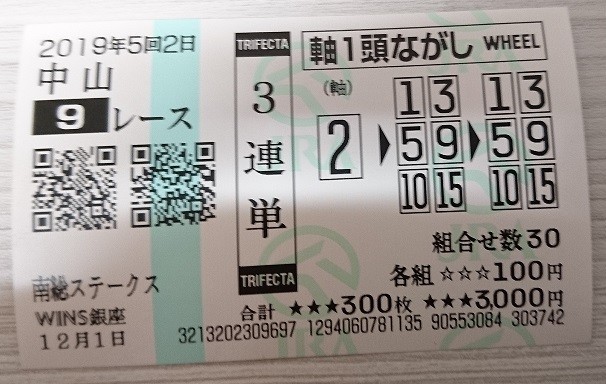 2019年5回2日
中山
9レース
南総ステークス
WINS銀座
12月1日
TRIFECTA
3連単
TRIFECTA
軸1頭ながし WHEEL
(軸)
2
1 3
5 9
10 15
1 3
5 9
10 15
組合せ数30
各組 ☆☆☆100円
合計 ★★★300枚 ★★★3,000円
3213202309697 1294060781135 90553084 303742
JRA
JRA